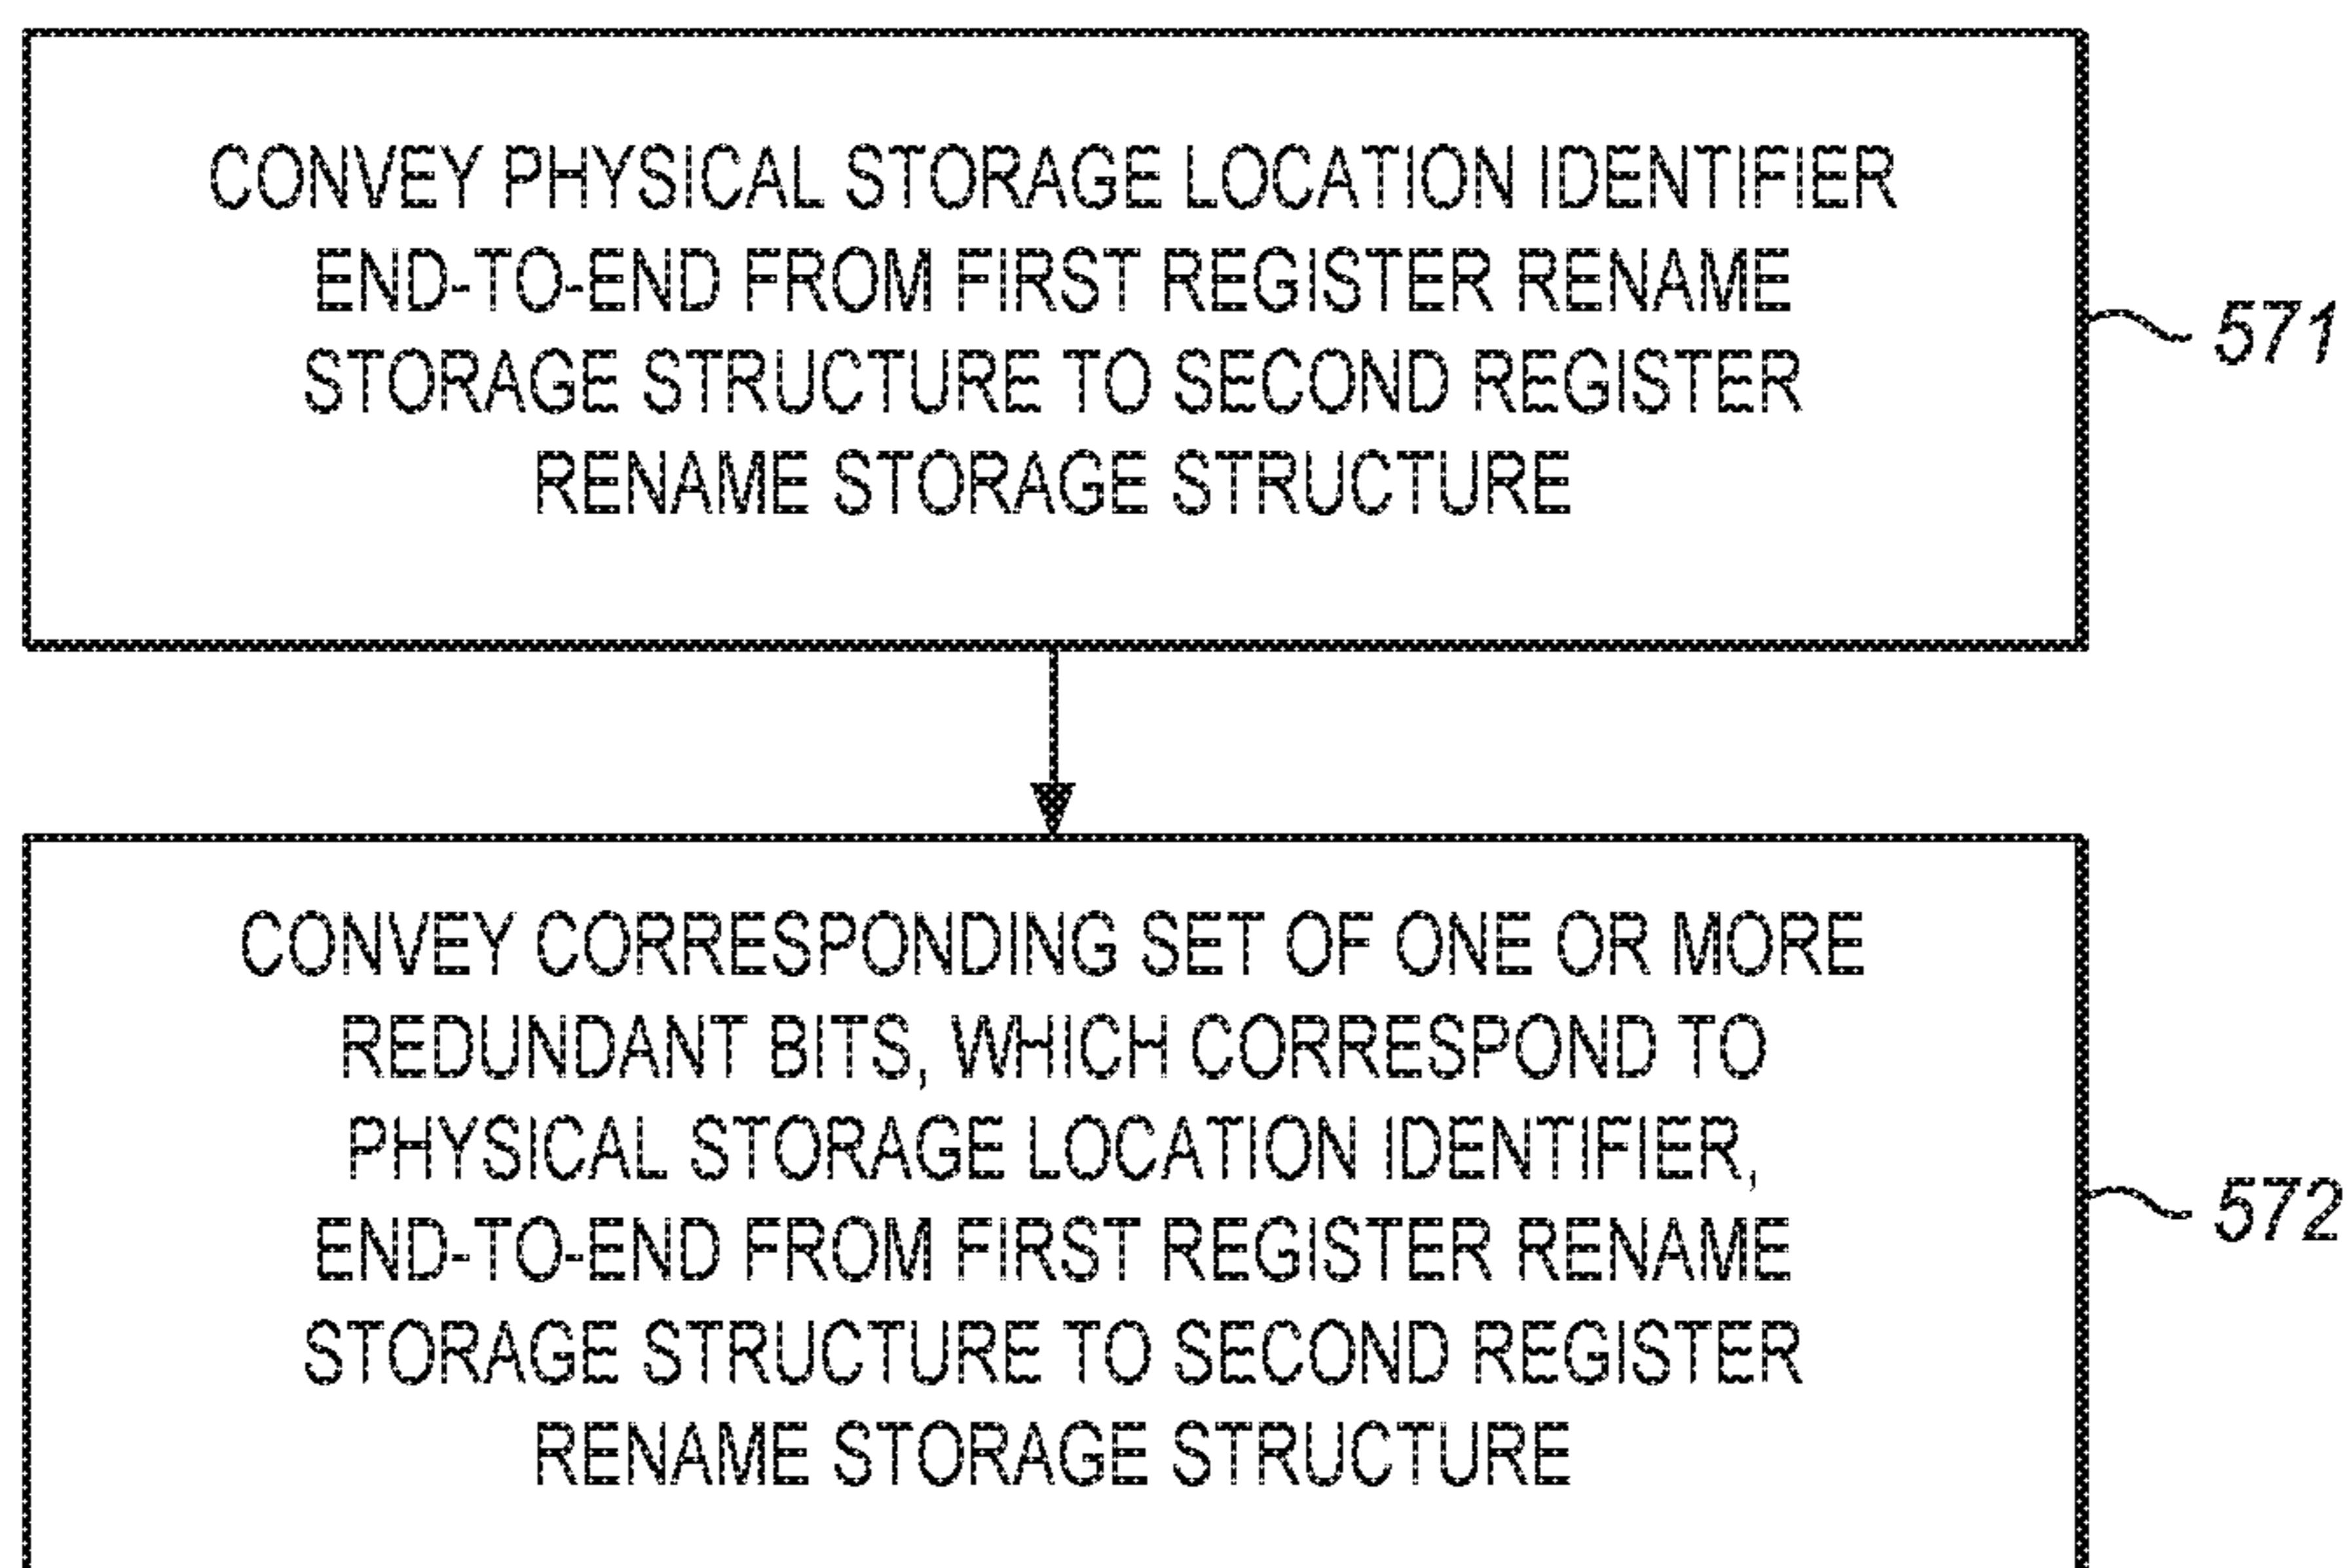 CONVEY PHYSICAL STORAGE LOCATION IDENTIFIER
END-TO-END FROM FIRST REGISTER RENAME
STORAGE STRUCTURE TO SECOND REGISTER
RENAME STORAGE STRUCTURE
571
CONVEY CORRESPONDING SET OF ONE OR MORE
REDUNDANT BITS, WHICH CORRESPOND TO
PHYSICAL STORAGE LOCATION IDENTIFIER,
END-TO-END FROM FIRST REGISTER RENAME
STORAGE STRUCTURE TO SECOND REGISTER
RENAME STORAGE STRUCTURE
572